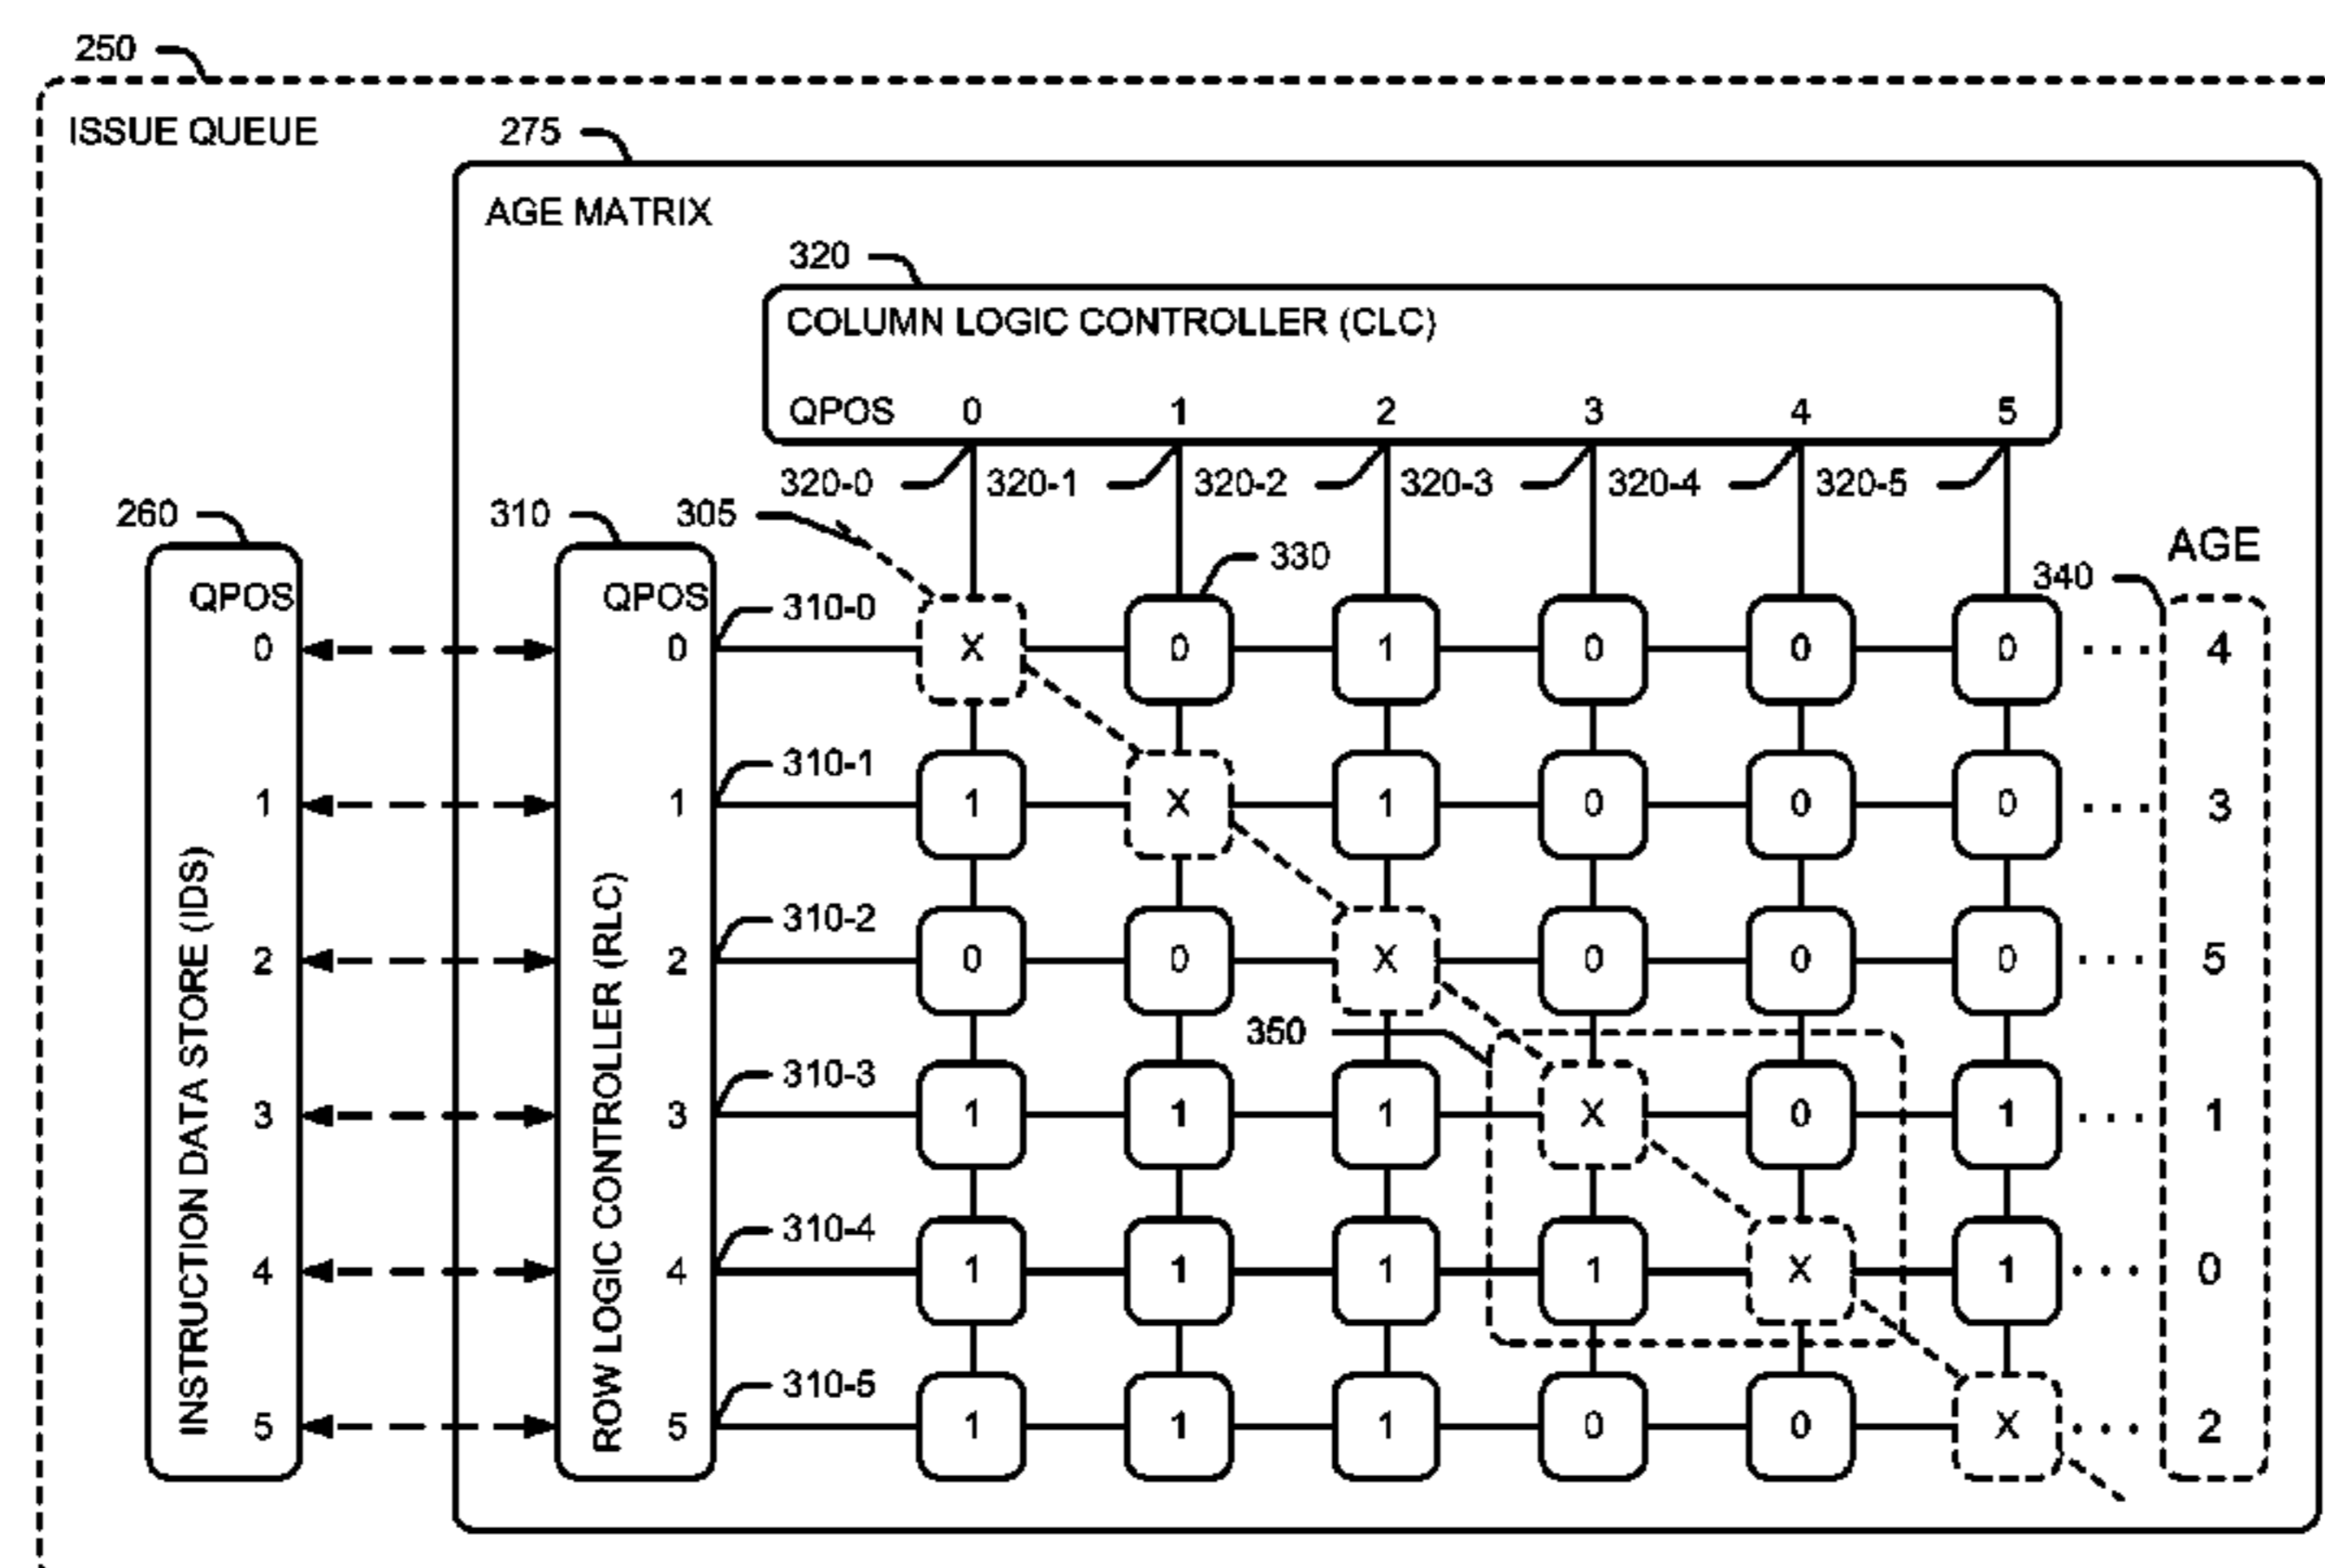 250
ISSUE QUEUE
275
AGE MATRIX
320
COLUMN LOGIC CONTROLLER (CLC)
QPOS 0 1 2 3 4 5
320-0 320-1 320-2 320-3 320-4 320-5
260 310 305 330 AGE
340
QPOS QPOS 310-0
0 0 X 0 1 0 0 0 ... 4
310-1
1 1 1 X 1 0 0 0 ... 3
310-2
2 2 0 0 X 0 0 0 ... 5
350
310-3
3 3 1 1 1 X 0 1 ... 1
310-4
4 4 1 1 1 1 X 1 ... 0
310-5
5 5 1 1 1 0 0 X ... 2
INSTRUCTION DATA STORE (IDS)
ROW LOGIC CONTROLLER (RLC)